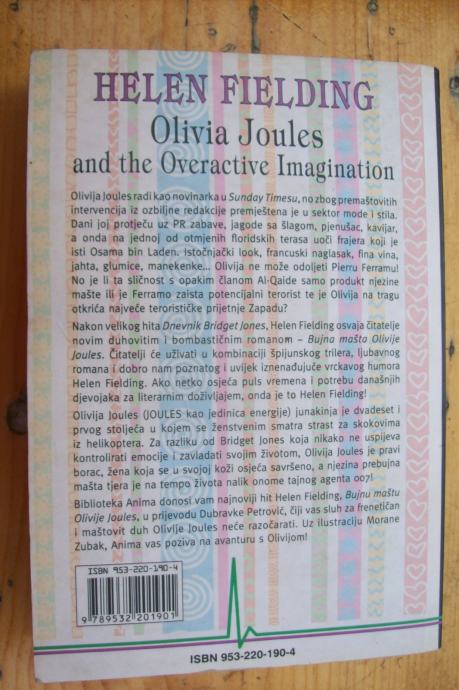 HELEN FIELDING
Olivia Joules
and the Overactive Imagination
Olivija Joules radi kao novinarka u Sunday Timesu, no zbog premaštovitih
intervencija iz ozbiljne redakcije premještena je u sektor mode i stila.
Dani joj protječu uz PR zabave, jagode sa šlagom, pjenušac, kavijar,
a onda na jednoj od otmjenih floridskih terasa uoči frajera koji je
isti Osama bin Laden. Istočnjački look, francuski naglasak, fina vina,
jahta, glumice, manekenke... Olivija ne može odoljeti Pierru Ferramu!
No je li ta sličnost s opakim članom Al-Qaide samo produkt njezine
mašte ili je Ferramo zaista potencijalni terorist te je Olivija na tragu
otkrića najveće terorističke prijetnje Zapadu?
Nakon velikog hita Dnevnik Bridget Jones, Helen Fielding osvaja čitatelje
novim duhovitim i bombastičnim romanom – Bujna mašta Olivije
Joules. Čitatelji će uživati u kombinaciji špijunskog trilera, ljubavnog
romana i dobro nam poznatog i uvijek iznenađujuće vrckavog humora
Helen Fielding. Ako netko osjeća puls vremena i potrebu današnjih
djevojaka za literarnim doživljajem, onda je to Helen Fielding!
Olivija Joules (JOULES kao jedinica energije) junakinja je dvadeset i
prvog stoljeća u kojem se ženstvenim smatra strast za skokovima
iz helikoptera. Za razliku od Bridget Jones koja nikako ne uspijeva
kontrolirati emocije i zavladati svojim životom, Olivija Joules je pravi
borac, žena koja se u svojoj koži osjeća savršeno, a njezina prebujna
mašta tjera je na tempo života nalik onome tajnog agenta 007!
Biblioteka Anima donosi vam najnoviji hit Helen Fielding, Bujnu maštu
Olivije Joules, u prijevodu Dubravke Petrović, čiji vas sluh za frenetičan
i maštovit duh Olivije Joules neće razočarati. Uz ilustraciju Morane
Zubak, Anima vas poziva na avanturu s Olivijom!
ISBN 953-220-190-4
9 789532 201901
ISBN 953-220-190-4